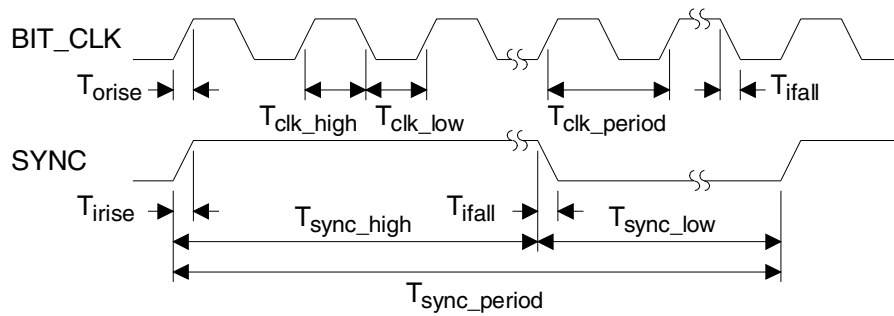 BIT_CLK
Torise
Tclk_high
Tclk_low
Tclk_period
Tifall
SYNC
Tirise
Tsync_high
Tifall
Tsync_low
Tsync_period